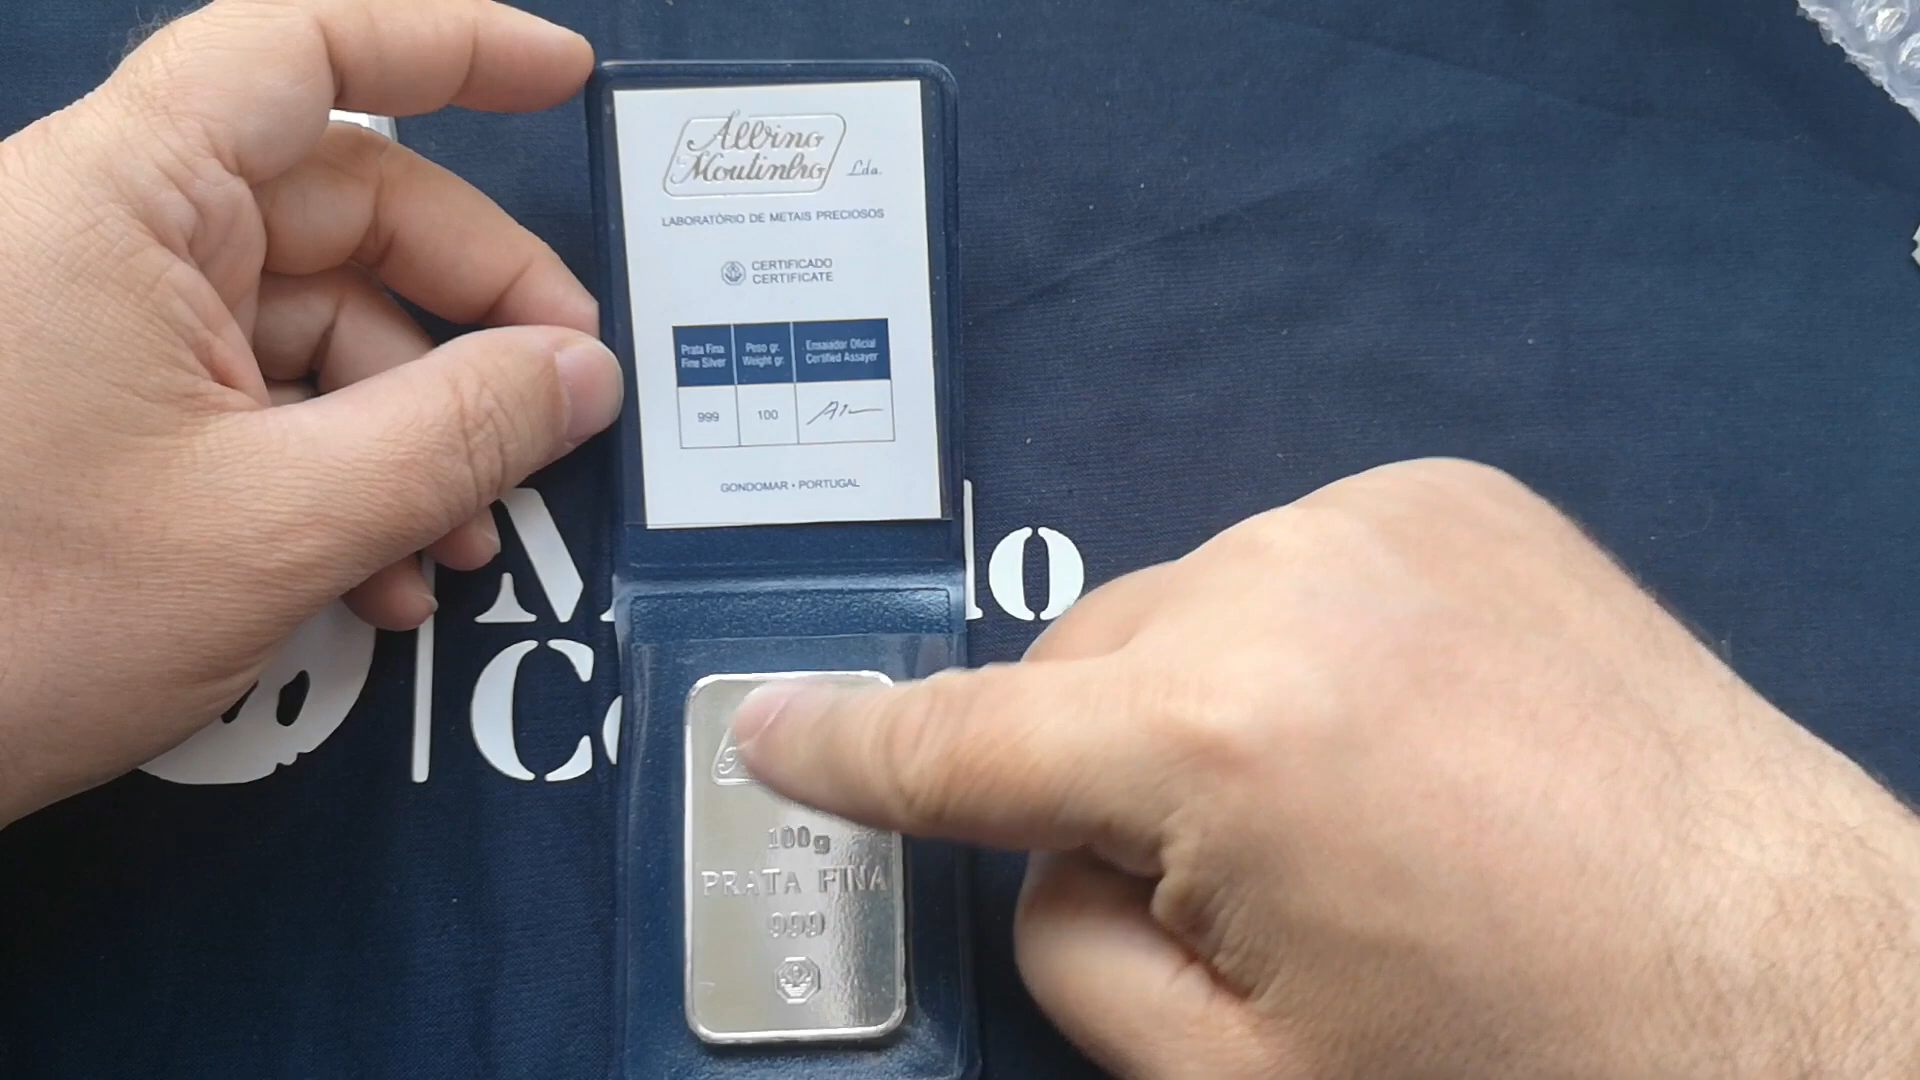 Albino
Moutinho Lda.
LABORATÓRIO DE METAIS PRECIOSOS
CERTIFICADO
CERTIFICATE
Prata Fina
Fine Silver
Peso gr.
Weight gr.
Ensaiador Oficial
Certified Assayer
999
100
GONDOMAR • PORTUGAL
100g
PRATA FINA
999